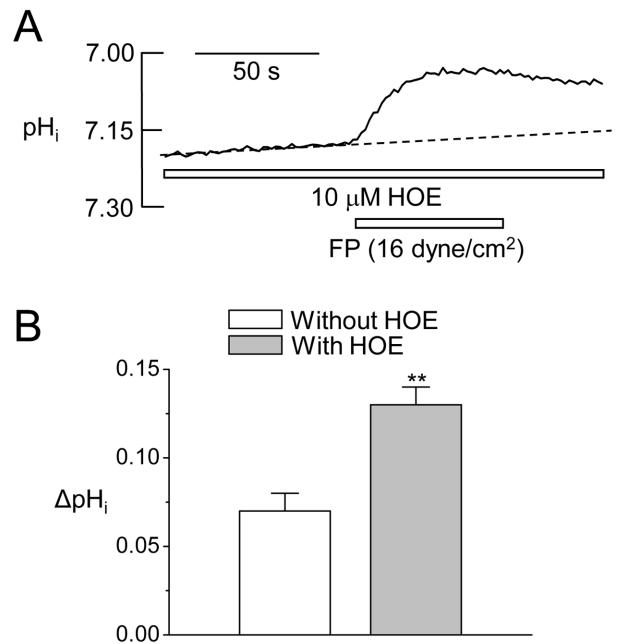 A
7.00
50 s
pHi
7.15
7.30
10 μM HOE
FP (16 dyne/cm²)
B
Without HOE
With HOE
0.15
**
0.10
ΔpHi
0.05
0.00